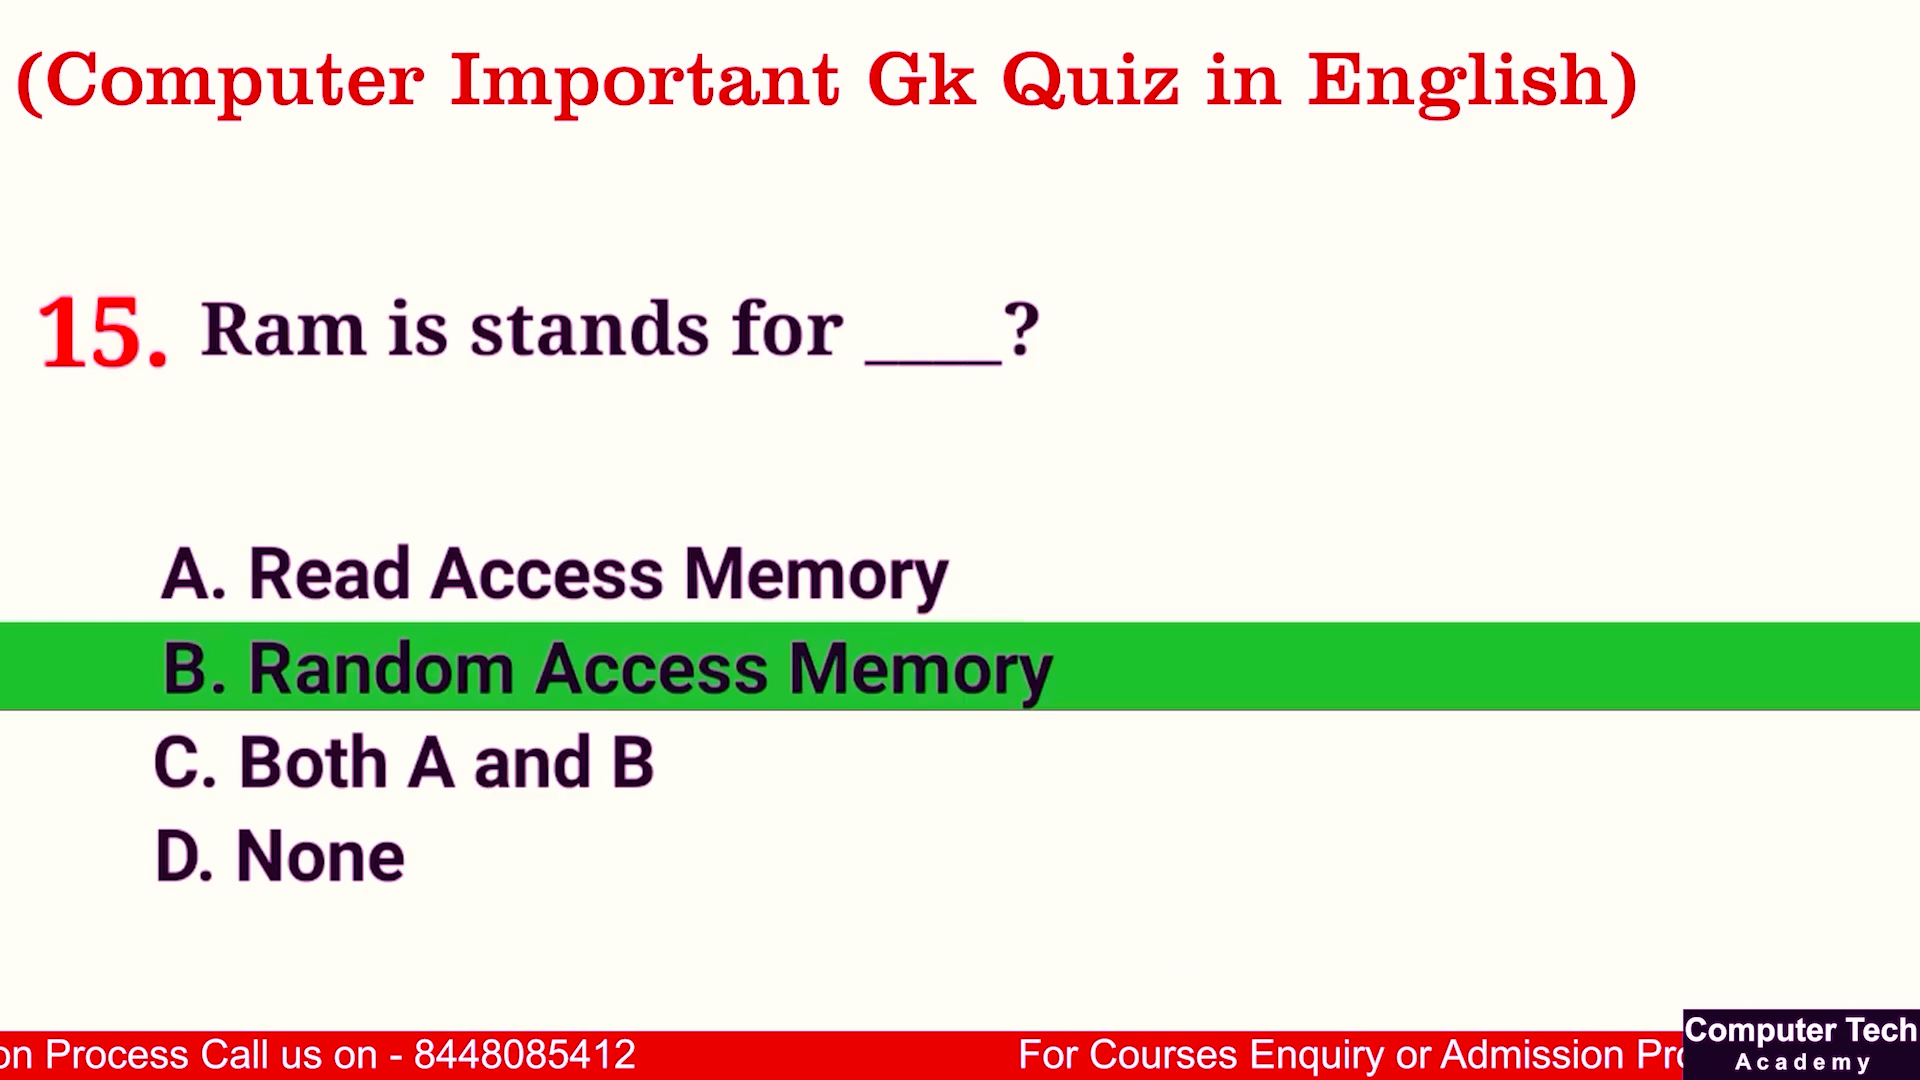 (Computer Important Gk Quiz in English)
15. Ram is stands for ____?
A. Read Access Memory
B. Random Access Memory
C. Both A and B
D. None
on Process Call us on - 8448085412 For Courses Enquiry or Admission Pro
Computer Tech
Academy